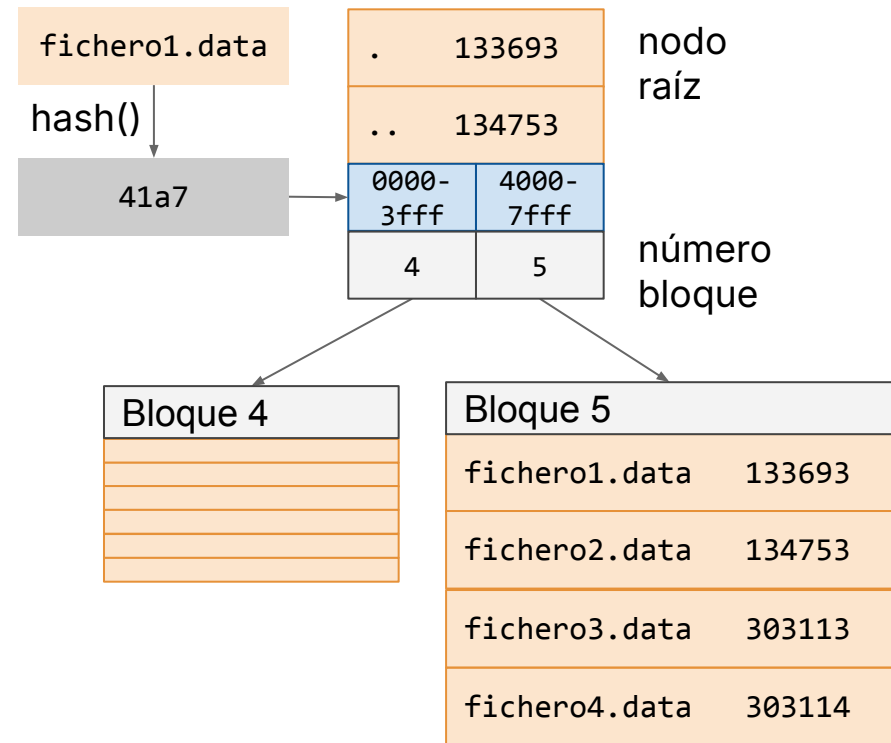 fichero1.data
hash()
41a7
. 133693
.. 134753
nodo
raíz
0000-
3fff
4000-
7fff
4 5
número
bloque
Bloque 4
Bloque 5
fichero1.data 133693
fichero2.data 134753
fichero3.data 303113
fichero4.data 303114